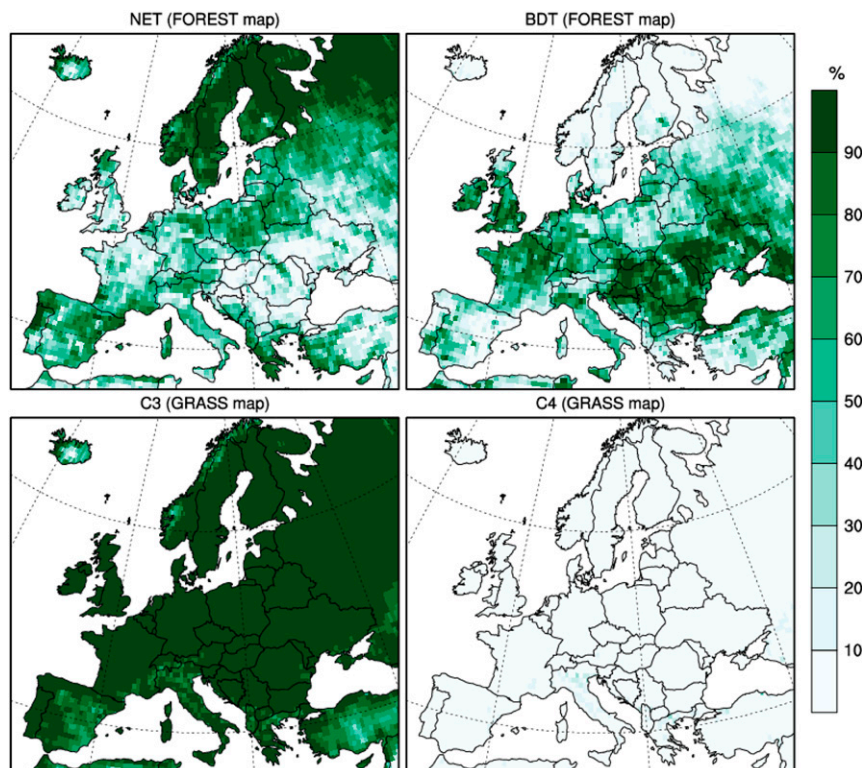 NET (FOREST map)
BDT (FOREST map)
%
90
80
70
60
50
40
30
20
10
C3 (GRASS map)
C4 (GRASS map)